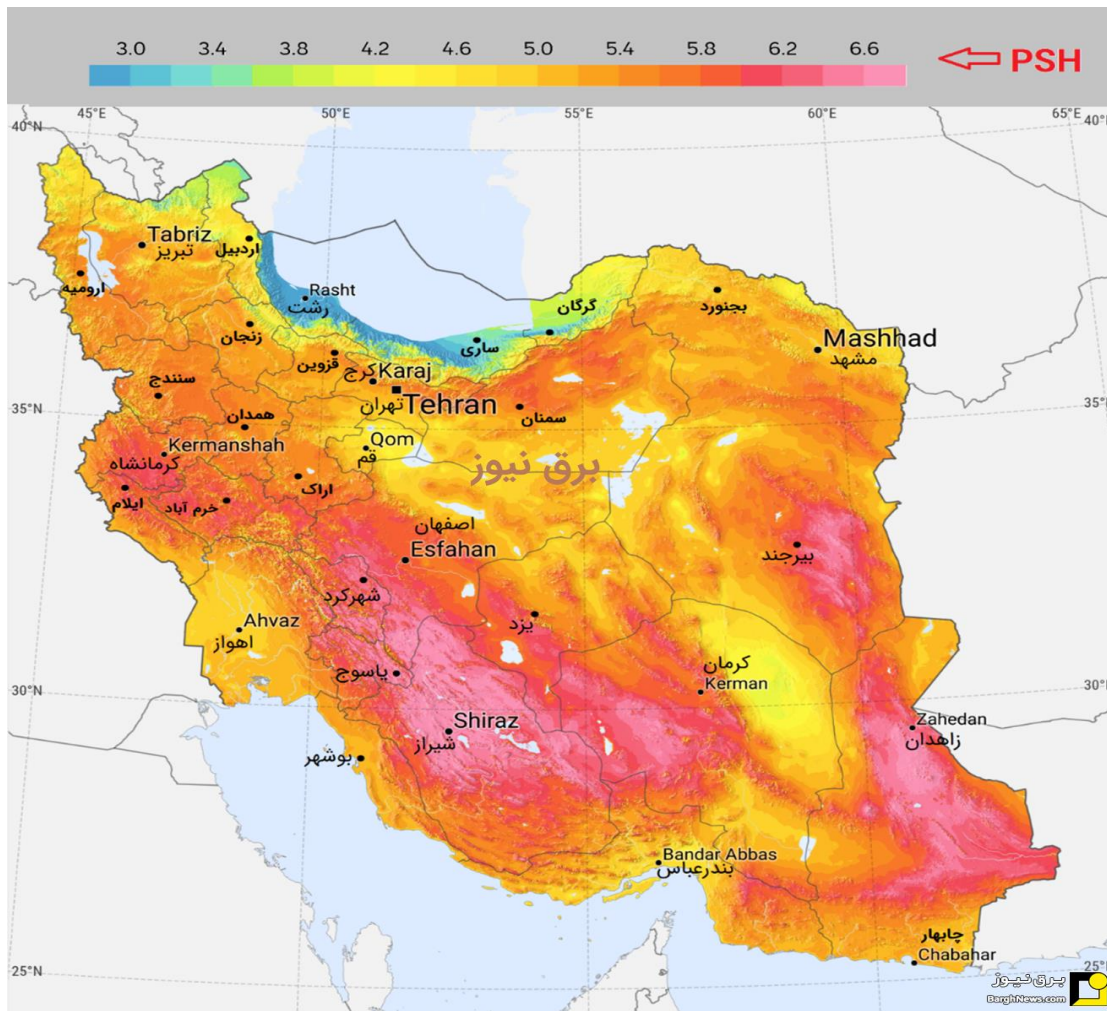 3.0 3.4 3.8 4.2 4.6 5.0 5.4 5.8 6.2 6.6
PSH
45°E 50°E 55°E 60°E 65°E
40°N 40°
Tabriz
تبریز
اردبیل
ارومیه
Rasht
رشت
گرگان
بجنورد
زنجان
قزوین
ساری
Mashhad
مشهد
کرج Karaj
سنندج
تهران Tehran
35°N 35°
همدان
سمنان
Kermanshah
کرمانشاه
Qom
قم
برق نیوز
ایلام
خرم آباد
اراک
اصفهان
Esfahan
بیرجند
شهرکرد
Ahvaz
اهواز
یزد
یاسوج
کرمان
Kerman
30°N 30°
Shiraz
شیراز
Zahedan
زاهدان
بوشهر
Bandar Abbas
بندرعباس
چابهار
Chabahar
25°N 25°
برق نیوز
BarghNews.com